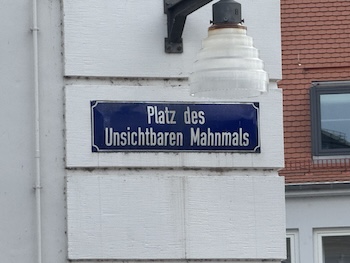 Platz des
Unsichtbaren Mahnmals